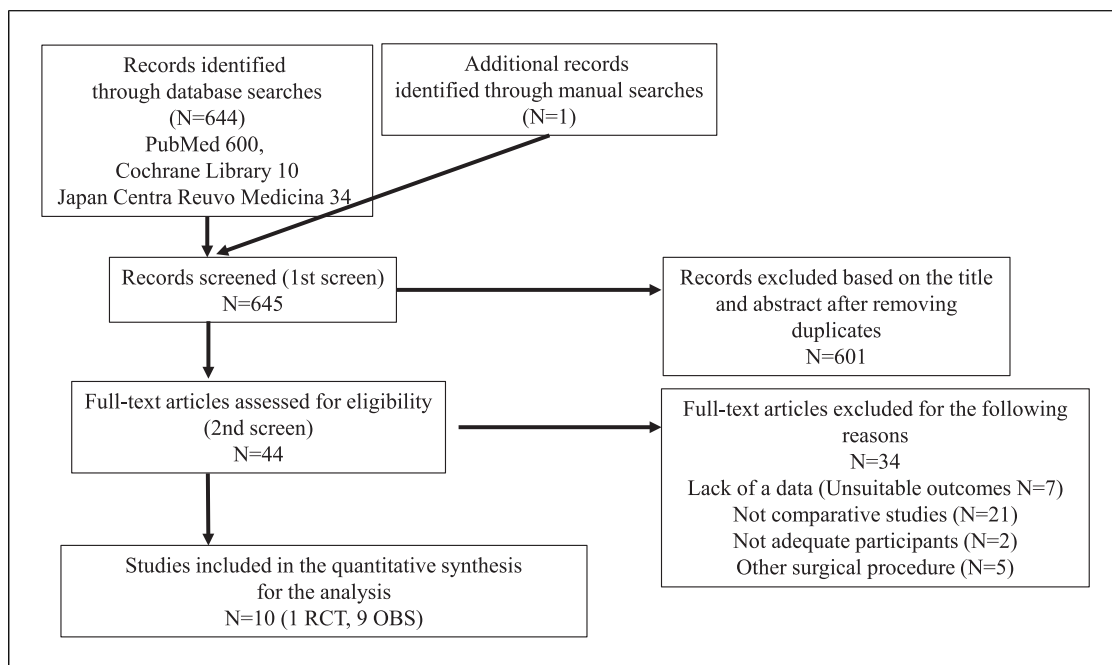 Records identified
through database searches
(N=644)
PubMed 600,
Cochrane Library 10
Japan Centra Reuvo Medicina 34
Additional records
identified through manual searches
(N=1)
Records screened (1st screen)
N=645
Records excluded based on the title
and abstract after removing
duplicates
N=601
Full-text articles assessed for eligibility
(2nd screen)
N=44
Full-text articles excluded for the following
reasons
N=34
Lack of a data (Unsuitable outcomes N=7)
Not comparative studies (N=21)
Not adequate participants (N=2)
Other surgical procedure (N=5)
Studies included in the quantitative synthesis
for the analysis
N=10 (1 RCT, 9 OBS)